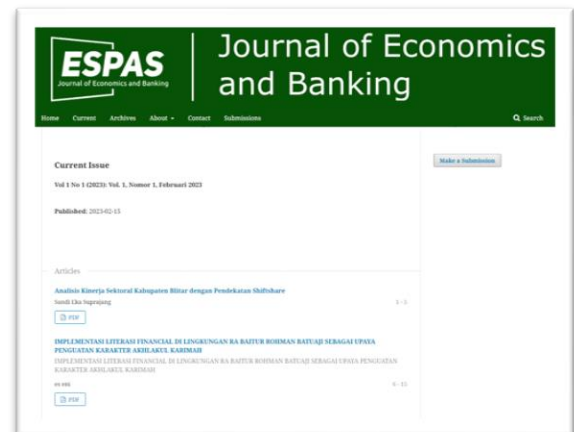 ESPAS
Journal of Economics and Banking
Journal of Economics
and Banking
Home Current Archives About Contact Submissions Search
Current Issue
Make a Submission
Vol 1 No 1 (2023): Vol. 1, Nomor 1, Februari 2023
Published: 2023-02-15
Articles
Analisis Kinerja Sektoral Kabupaten Blitar dengan Pendekatan Shiftshare
Sandi Eka Suprajang 1 - 5
PDF
IMPLEMENTASI LITERASI FINANCIAL DI LINGKUNGAN RA BAITUR ROHMAN BATUAJI SEBAGAI UPAYA
PENGUATAN KARAKTER AKHLAKUL KARIMAH
IMPLEMENTASI LITERASI FINANCIAL DI LINGKUNGAN RA BAITUR ROHMAN BATUAJI SEBAGAI UPAYA PENGUATAN
KARAKTER AKHLAKUL KARIMAH
PDF